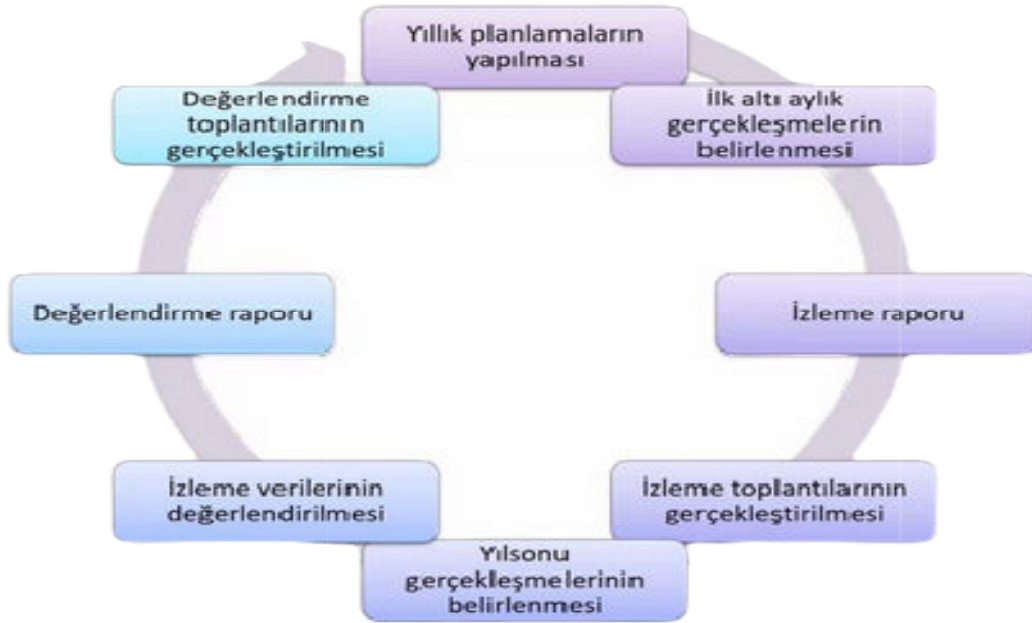 Yıllık planlamaların
yapılması
İlk altı aylık
gerçekleşmelerin
belirlenmesi
İzleme raporu
İzleme toplantılarının
gerçekleştirilmesi
Yılsonu
gerçekleşmelerinin
belirlenmesi
İzleme verilerinin
değerlendirilmesi
Değerlendirme raporu
Değerlendirme
toplantılarının
gerçekleştirilmesi